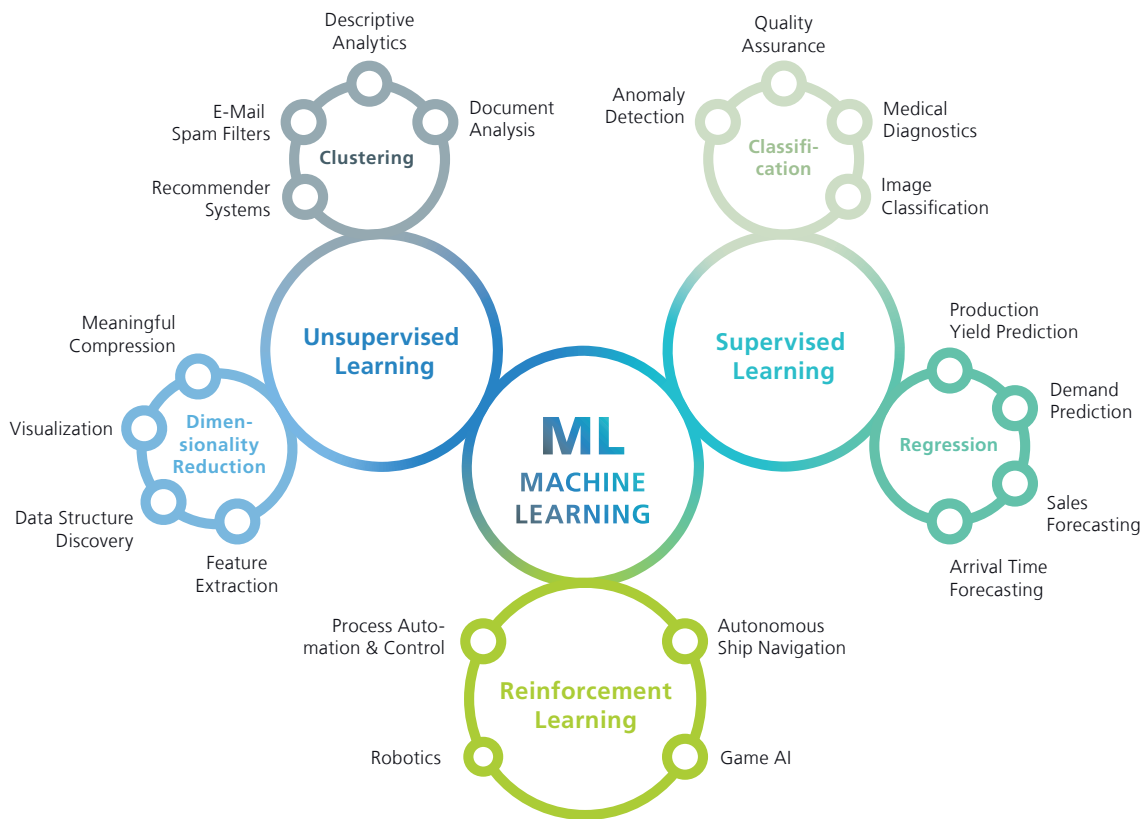 Descriptive
Analytics
E-Mail
Spam Filters
Document
Analysis
Clustering
Recommender
Systems
Quality
Assurance
Anomaly
Detection
Medical
Diagnostics
Classifi-
cation
Image
Classification
Unsupervised
Learning
Meaningful
Compression
Visualization
Dimen-
sionality
Reduction
Data Structure
Discovery
Feature
Extraction
ML
MACHINE
LEARNING
Supervised
Learning
Production
Yield Prediction
Demand
Prediction
Regression
Sales
Forecasting
Arrival Time
Forecasting
Process Auto-
mation & Control
Autonomous
Ship Navigation
Reinforcement
Learning
Robotics
Game AI